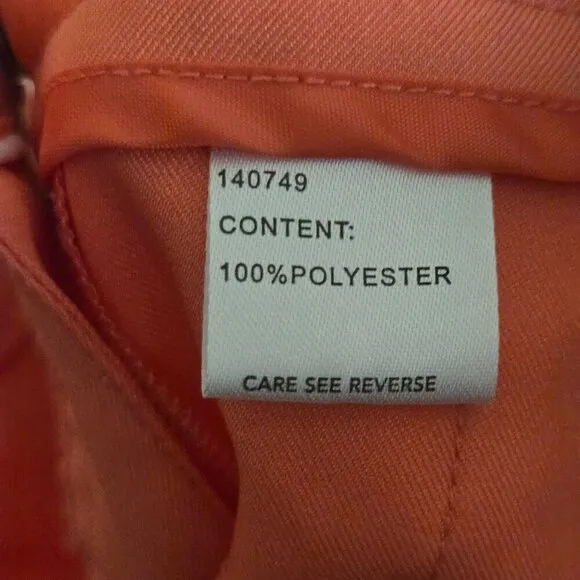 140749
CONTENT:
100%POLYESTER
CARE SEE REVERSE